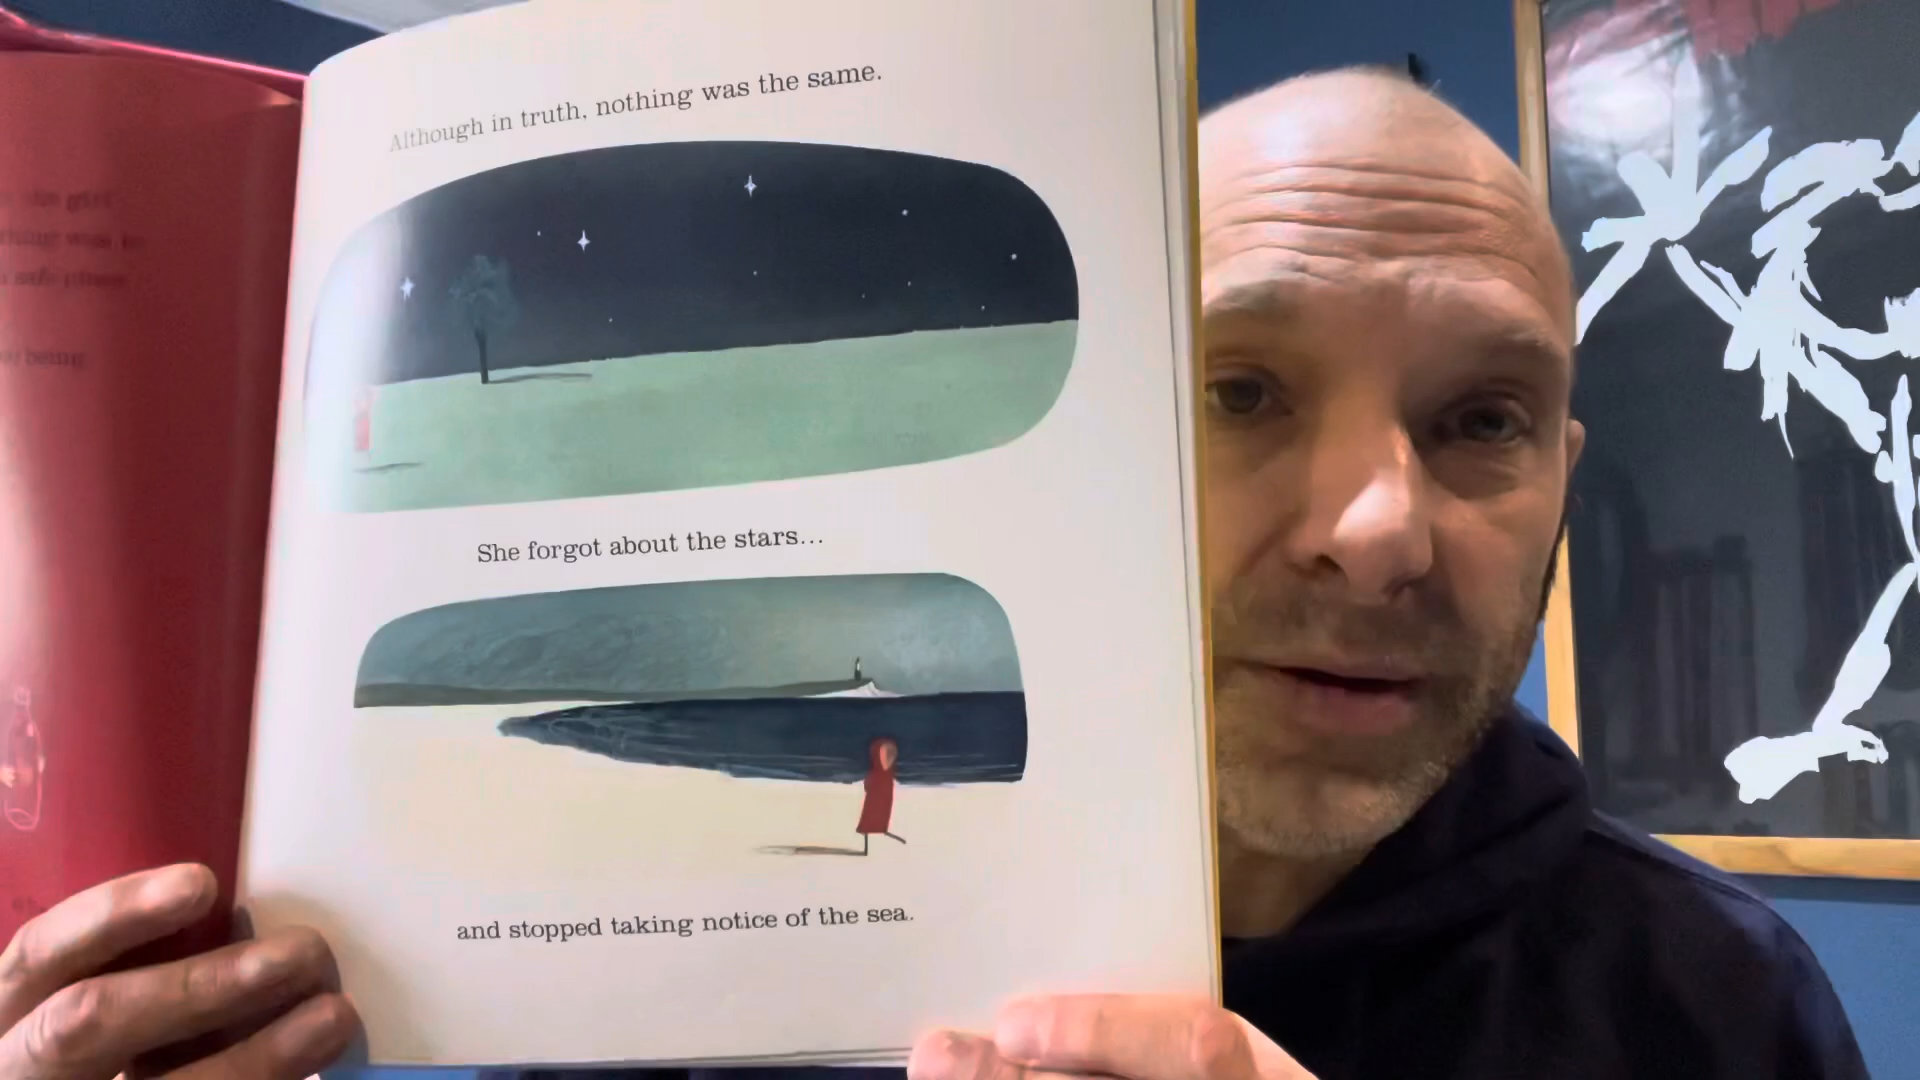 Although in truth, nothing was the same.
She forgot about the stars...
and stopped taking notice of the sea.